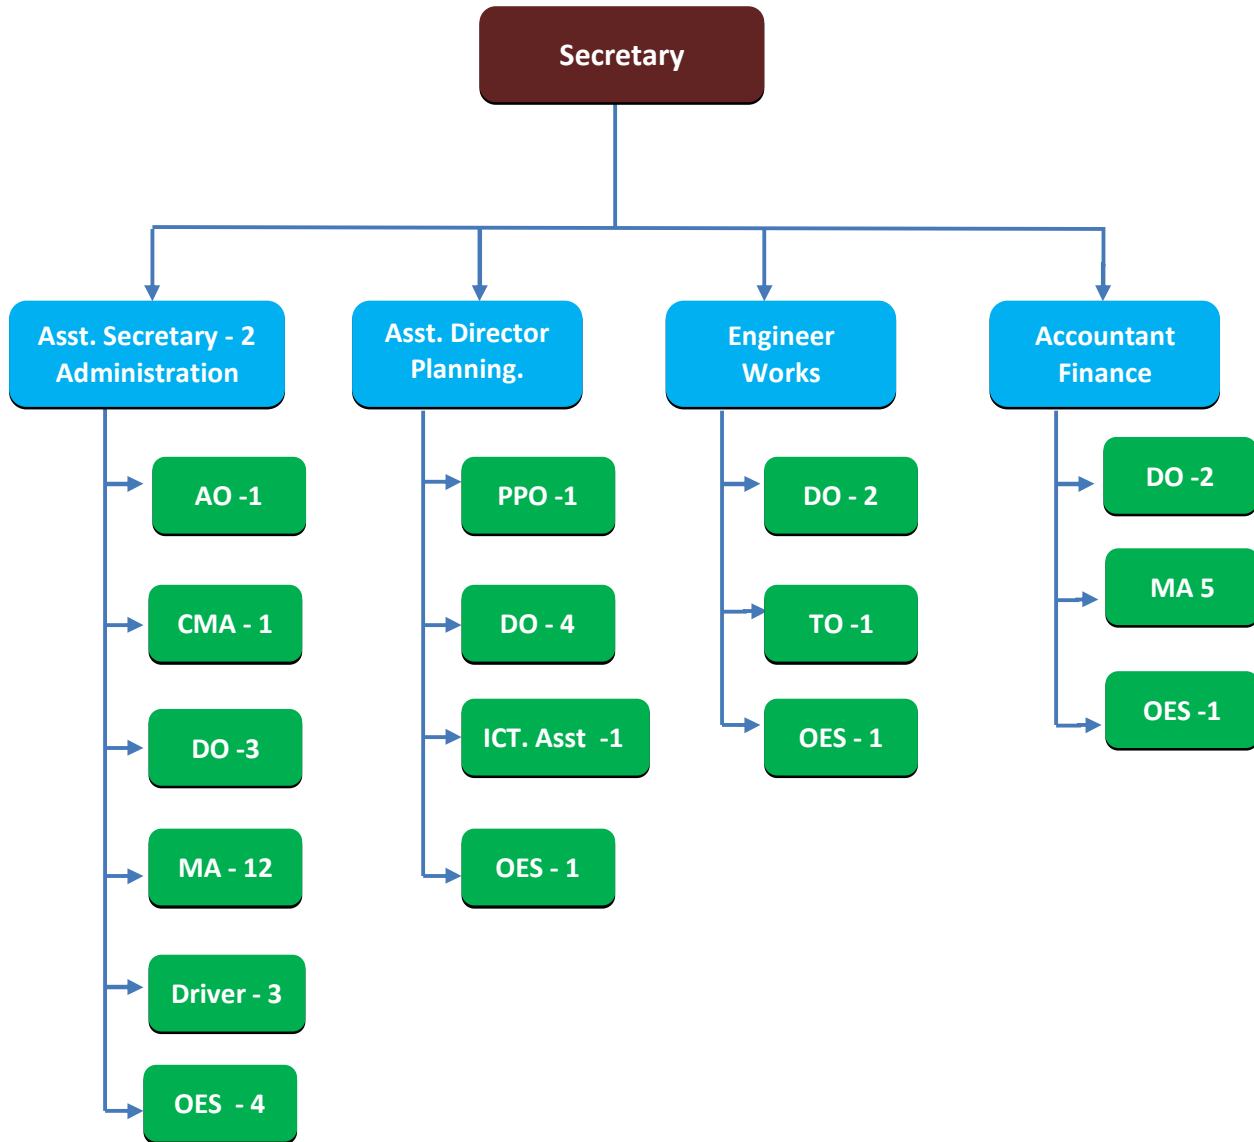 Secretary
Asst. Secretary - 2
Administration
AO -1
CMA - 1
DO -3
MA - 12
Driver - 3
OES  - 4
Asst. Director
Planning.
PPO -1
DO - 4
ICT. Asst  -1
OES - 1
Engineer
Works
DO - 2
TO -1
OES - 1
Accountant
Finance
DO -2
MA 5
OES -1